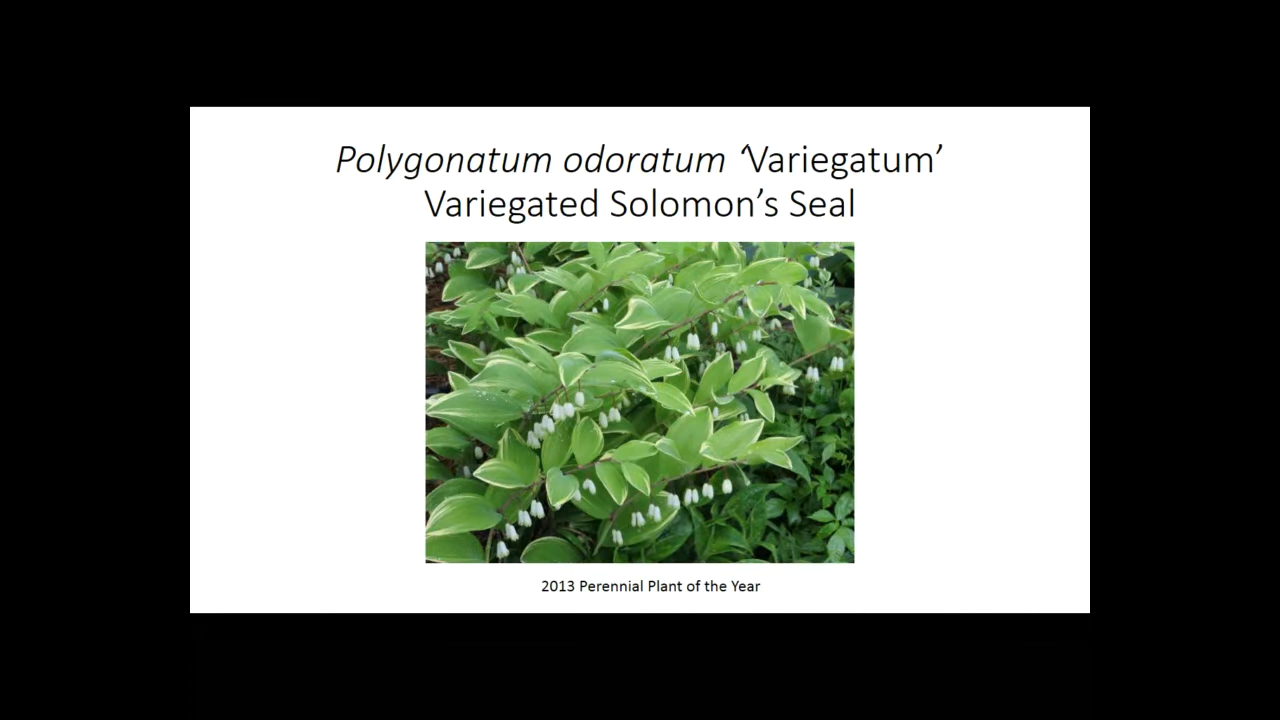 Polygonatum odoratum ‘Variegatum’
Variegated Solomon’s Seal
2013 Perennial Plant of the Year